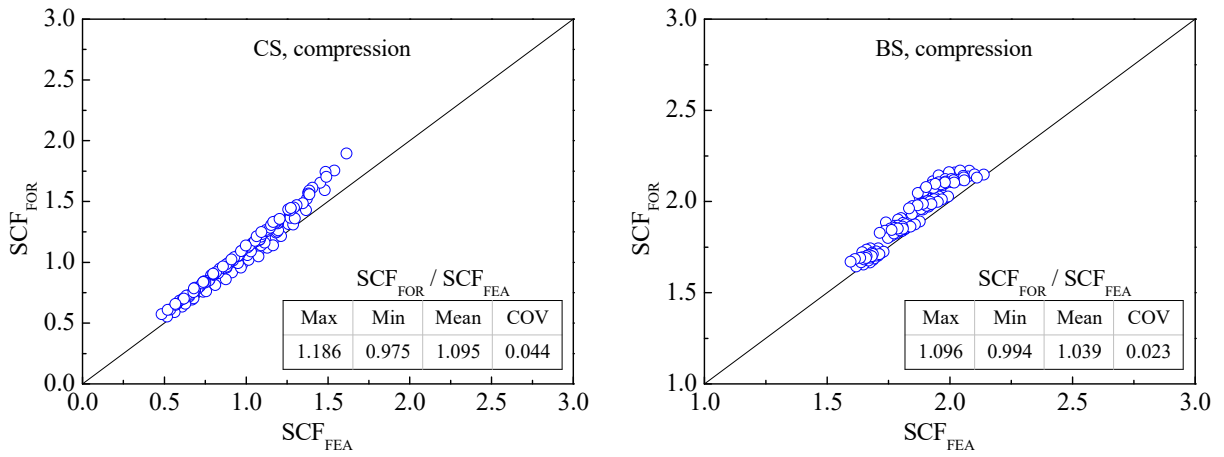 CS, compression
SCF_FOR
3.0
2.5
2.0
1.5
1.0
0.5
0.0
SCF_FOR / SCF_FEA
Max Min Mean COV
1.186 0.975 1.095 0.044
0.0 0.5 1.0 1.5 2.0 2.5 3.0
SCF_FEA
BS, compression
SCF_FOR
3.0
2.5
2.0
1.5
1.0
SCF_FOR / SCF_FEA
Max Min Mean COV
1.096 0.994 1.039 0.023
1.0 1.5 2.0 2.5 3.0
SCF_FEA